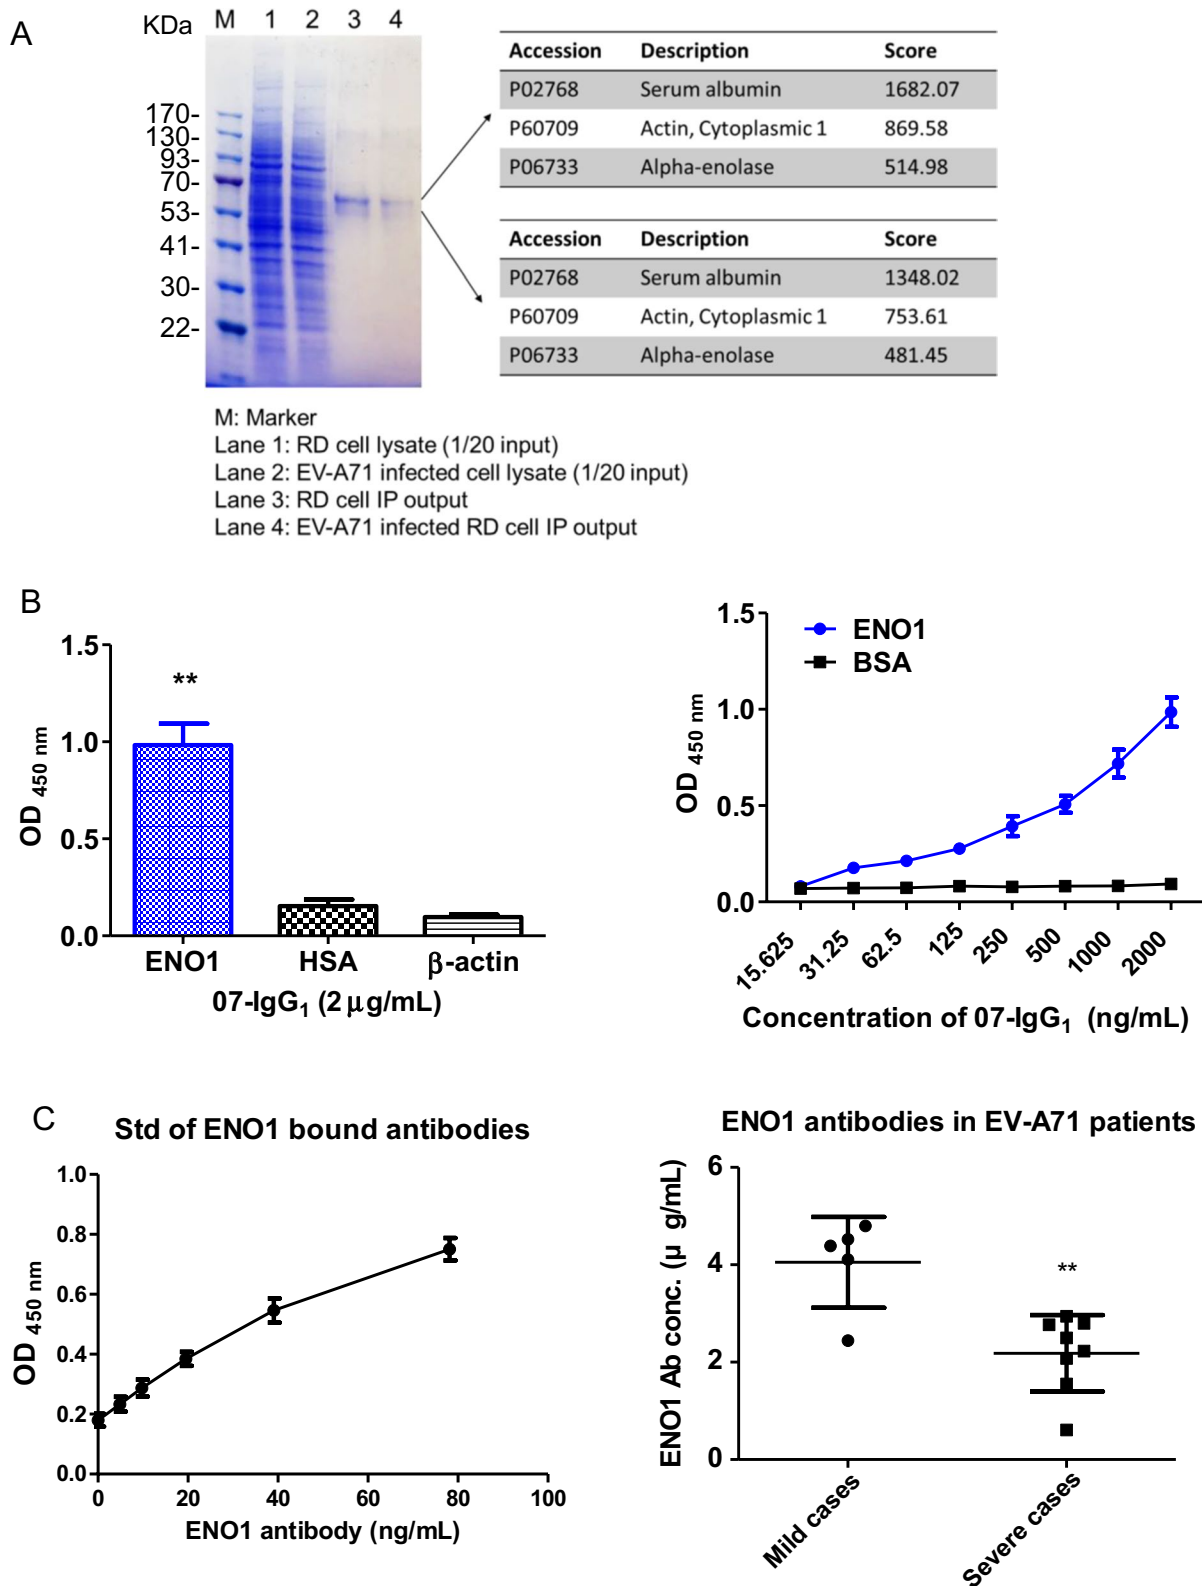 A
KDa M 1 2 3 4
170-
130-
93-
70-
53-
41-
30-
22-
Accession Description Score
P02768 Serum albumin 1682.07
P60709 Actin, Cytoplasmic 1 869.58
P06733 Alpha-enolase 514.98
Accession Description Score
P02768 Serum albumin 1348.02
P60709 Actin, Cytoplasmic 1 753.61
P06733 Alpha-enolase 481.45
M: Marker
Lane 1: RD cell lysate (1/20 input)
Lane 2: EV-A71 infected cell lysate (1/20 input)
Lane 3: RD cell IP output
Lane 4: EV-A71 infected RD cell IP output
B
OD 450 nm
1.5
1.0
0.5
0.0
**
ENO1 HSA β-actin
07-IgG1 (2 μg/mL)
OD 450 nm
1.5
1.0
0.5
0.0
ENO1
BSA
15.625 31.25 62.5 125 250 500 1000 2000
Concentration of 07-IgG1 (ng/mL)
C
Std of ENO1 bound antibodies
OD 450 nm
1.0
0.8
0.6
0.4
0.2
0.0
0 20 40 60 80 100
ENO1 antibody (ng/mL)
ENO1 antibodies in EV-A71 patients
ENO1 Ab conc. (μ g/mL)
6
4
2
0
**
Mild cases Severe cases